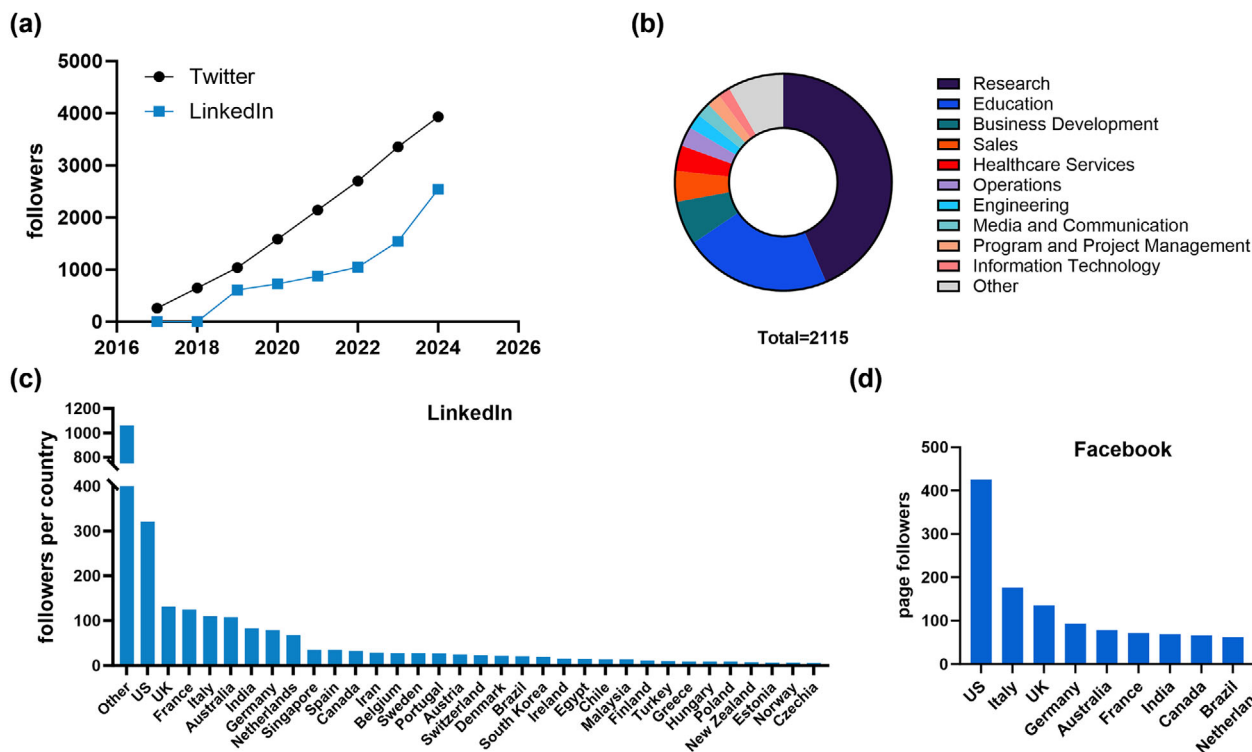 (a)
5000
4000
3000
2000
1000
0
followers
Twitter
LinkedIn
2016
2018
2020
2022
2024
2026
(b)
Research
Education
Business Development
Sales
Healthcare Services
Operations
Engineering
Media and Communication
Program and Project Management
Information Technology
Other
Total=2115
(c)
LinkedIn
followers per country
1200
1000
800
400
300
200
100
0
Other
US
UK
France
Italy
Australia
India
Germany
Netherlands
Singapore
Spain
Canada
Iran
Belgium
Sweden
Portugal
Austria
Switzerland
Denmark
Brazil
South Korea
Ireland
Egypt
Chile
Malaysia
Finland
Turkey
Greece
Hungary
Poland
New Zealand
Estonia
Norway
Czechia
(d)
Facebook
page followers
500
400
300
200
100
0
US
Italy
UK
Germany
Australia
France
India
Canada
Brazil